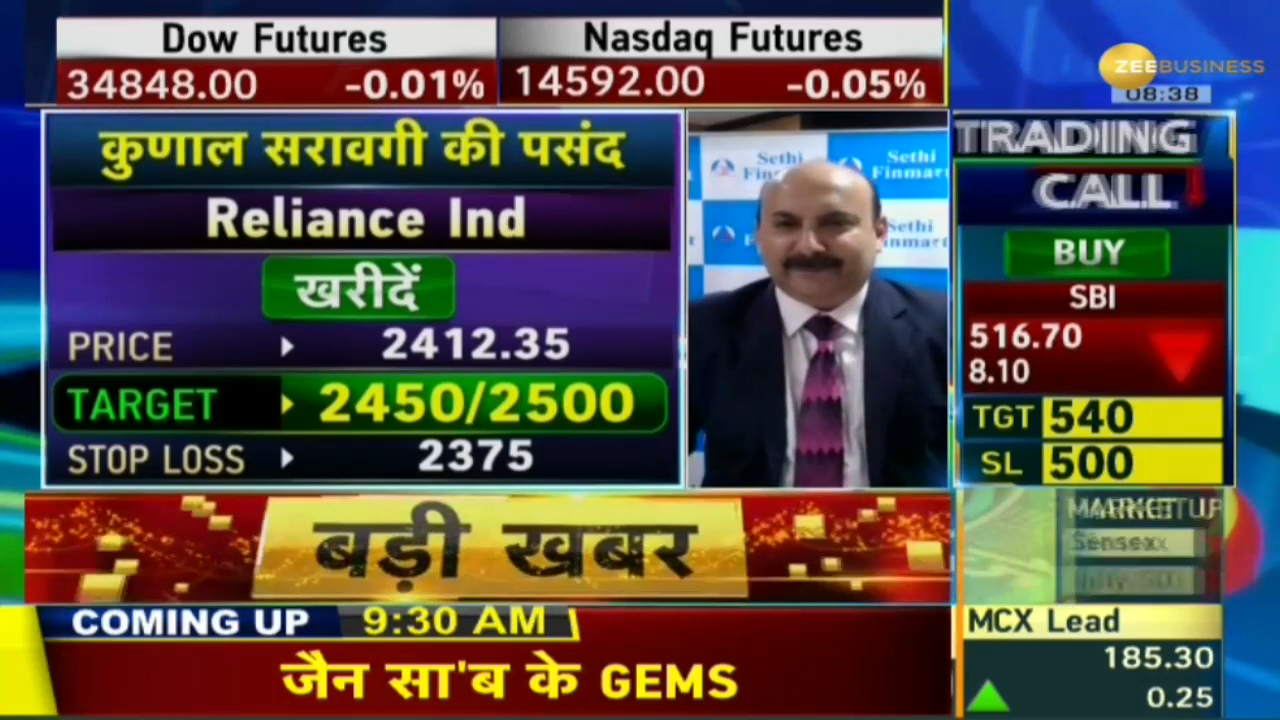 Dow Futures
34848.00 -0.01%
Nasdaq Futures
14592.00 -0.05%
ZEEBUSINESS
08:38
कुणाल सरावगी की पसंद
Reliance Ind
खरीदें
PRICE 2412.35
TARGET 2450/2500
STOP LOSS 2375
Sethi
Sethi
Finmart
TRADING
CALL
BUY
SBI
516.70
8.10
TGT 540
SL 500
बड़ी खबर
COMING UP 9:30 AM
जैन सा'ब के GEMS
Sensex
MCX Lead
185.30
0.25